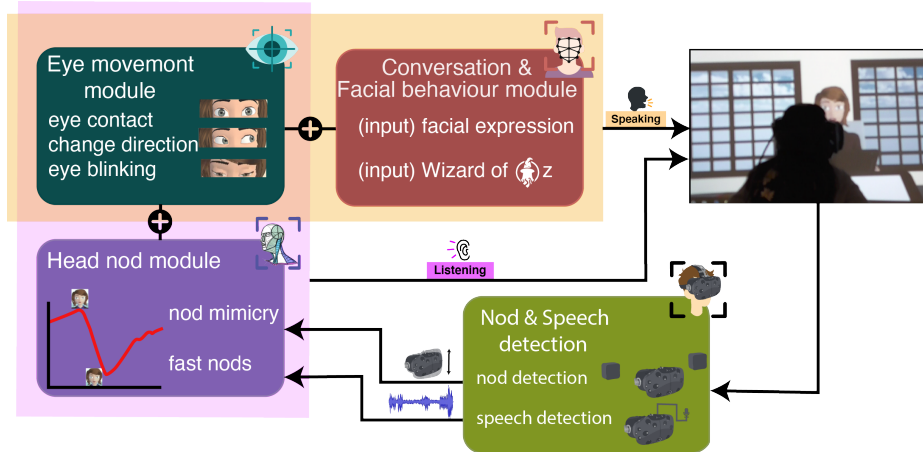 Eye movemont
module
eye contact
change direction
eye blinking
Conversation &
Facial behaviour module
(input) facial expression
(input) Wizard of z
Speaking
Head nod module
nod mimicry
fast nods
Listening
Nod & Speech
detection
nod detection
speech detection